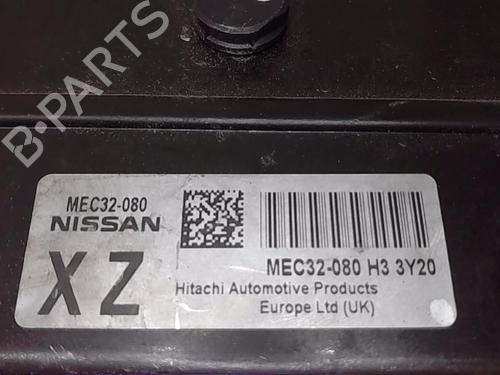 B-PARTS
MEC32-080
NISSAN
XZ
MEC32-080 H3 3Y20
Hitachi Automotive Products
Europe Ltd (UK)